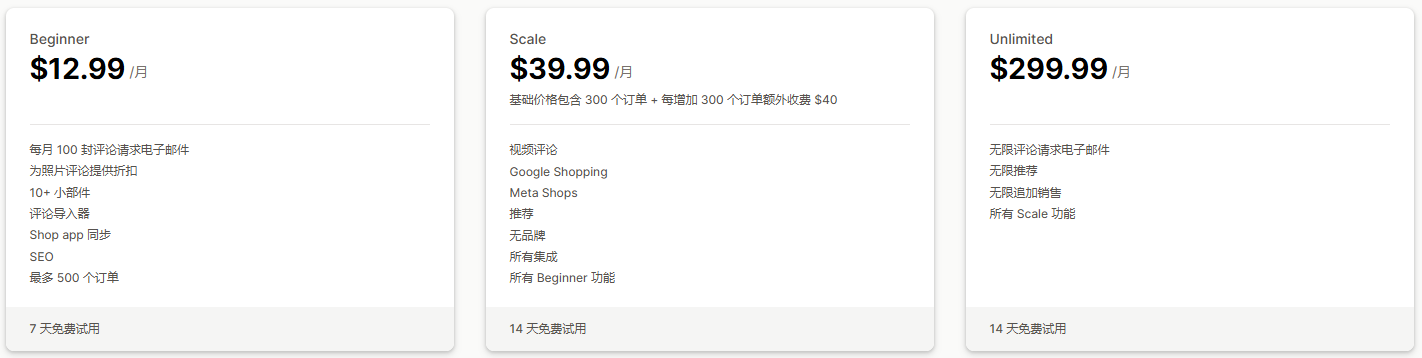 Beginner
$12.99 /月
每月 100 封评论请求电子邮件
为照片评论提供折扣
10+ 小部件
评论导入器
Shop app 同步
SEO
最多 500 个订单
7 天免费试用
Scale
$39.99 /月
基础价格包含 300 个订单 + 每增加 300 个订单额外收费 $40
视频评论
Google Shopping
Meta Shops
推荐
无品牌
所有集成
所有 Beginner 功能
14 天免费试用
Unlimited
$299.99 /月
无限评论请求电子邮件
无限推荐
无限追加销售
所有 Scale 功能
14 天免费试用